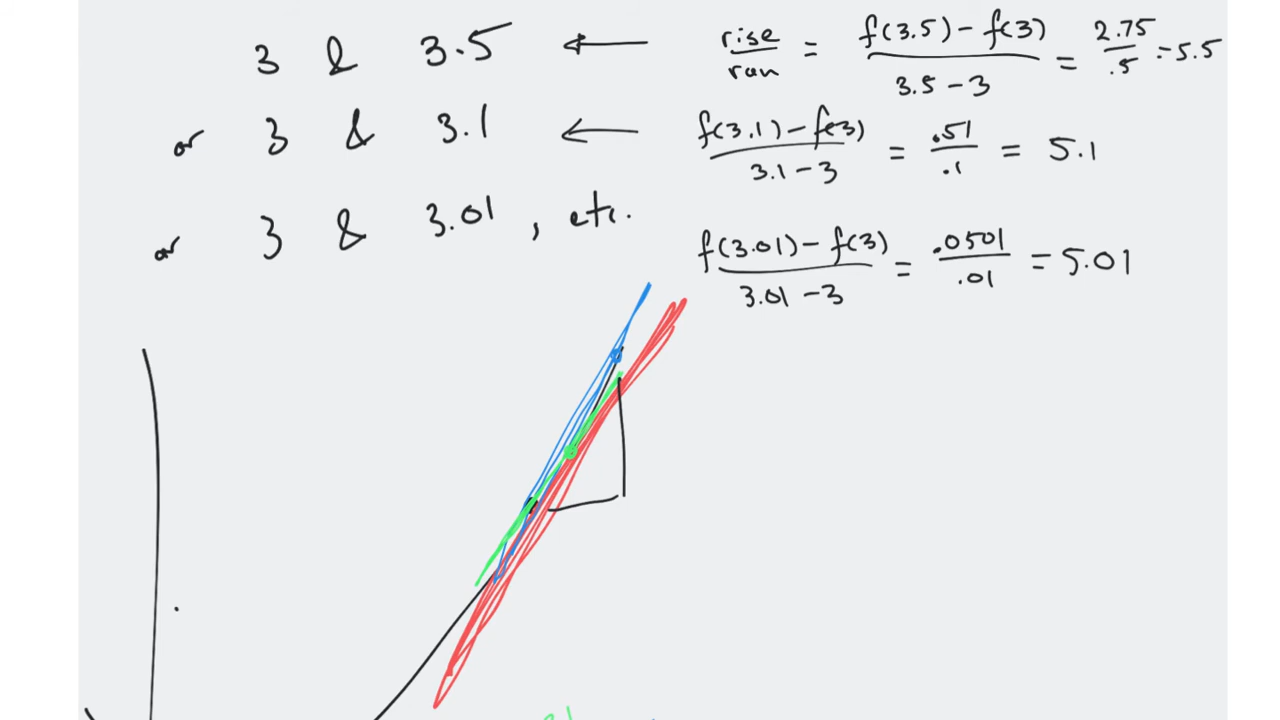 3 & 3.5 ← rise/run = f(3.5) - f(3) / 3.5 - 3 = 2.75/.5 = 5.5
or 3 & 3.1 ← f(3.1) - f(3) / 3.1 - 3 = .51/.1 = 5.1
or 3 & 3.01, etc. f(3.01) - f(3) / 3.01 - 3 = .0501/.01 = 5.01